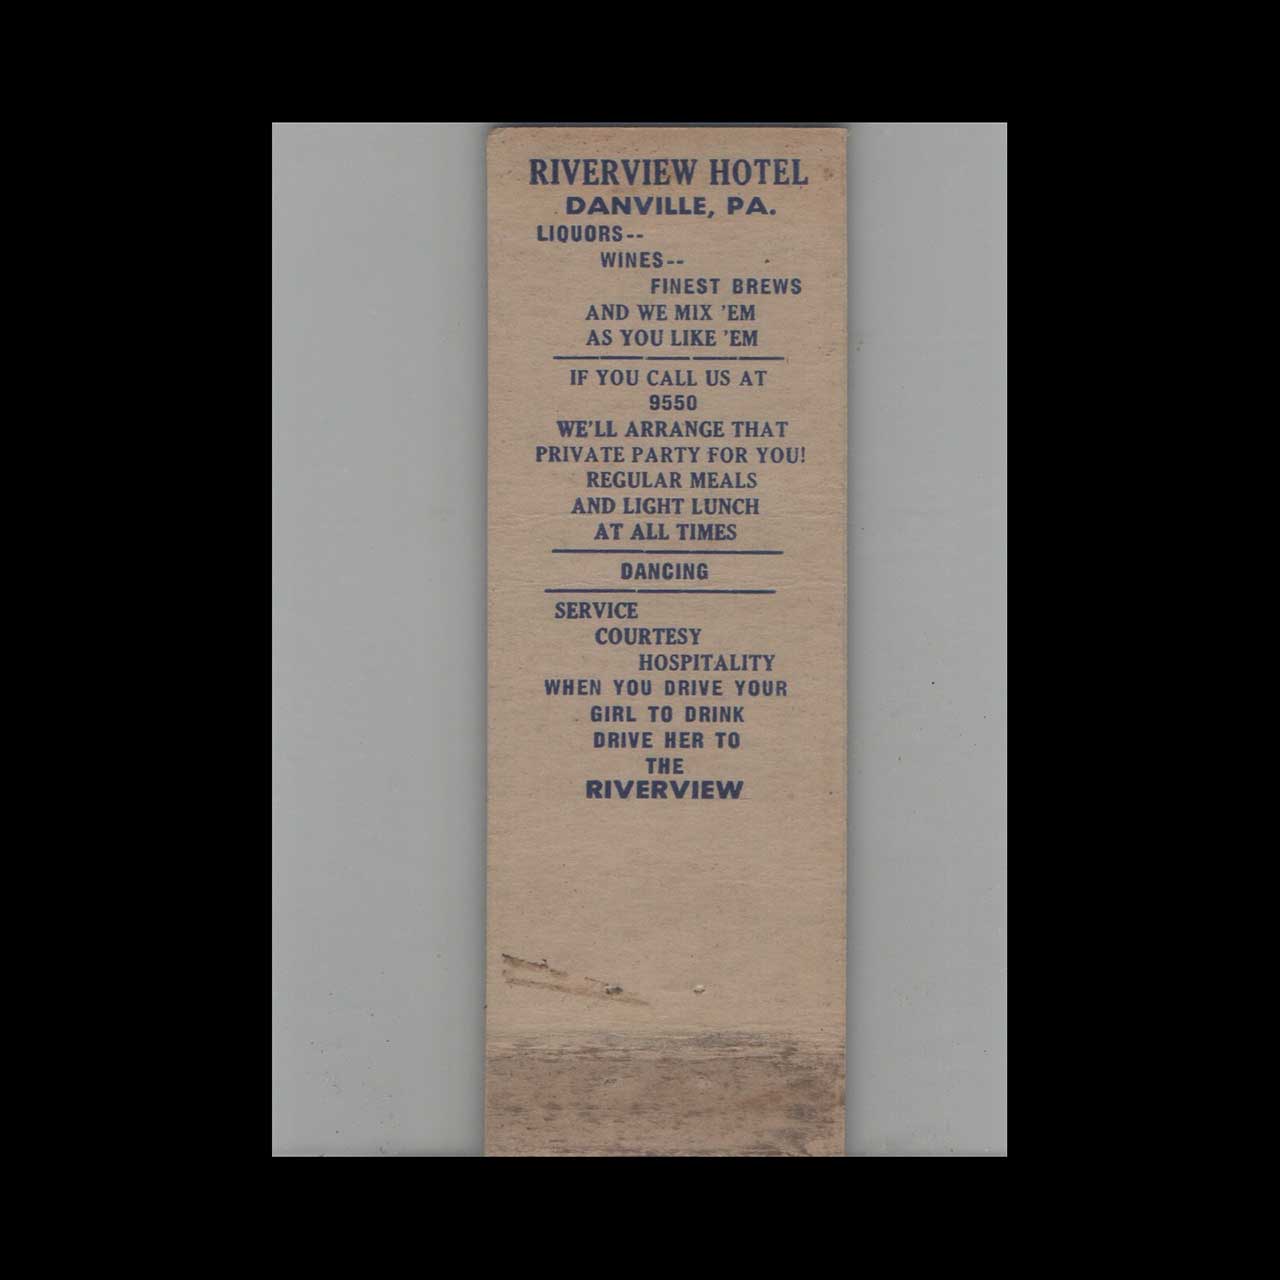 RIVERVIEW HOTEL
DANVILLE, PA.
LIQUORS--
WINES--
FINEST BREWS
AND WE MIX 'EM
AS YOU LIKE 'EM
IF YOU CALL US AT
9550
WE'LL ARRANGE THAT
PRIVATE PARTY FOR YOU!
REGULAR MEALS
AND LIGHT LUNCH
AT ALL TIMES
DANCING
SERVICE
COURTESY
HOSPITALITY
WHEN YOU DRIVE YOUR
GIRL TO DRINK
DRIVE HER TO
THE
RIVERVIEW